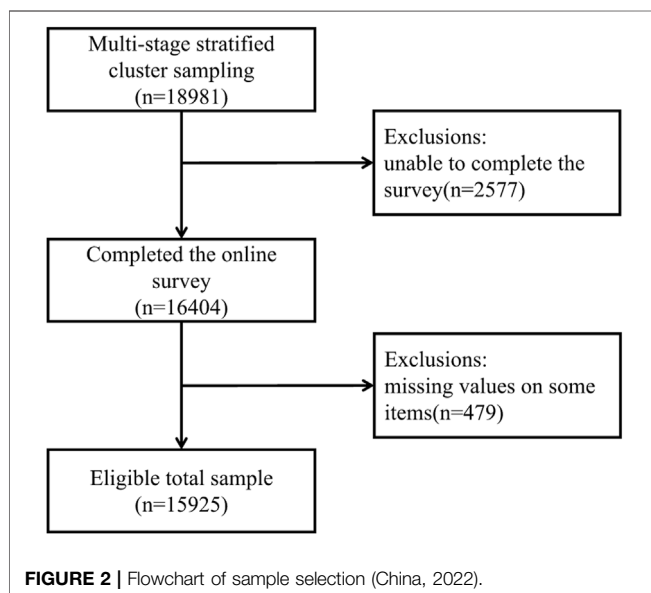 Multi-stage stratified
cluster sampling
(n=18981)
Exclusions:
unable to complete the
survey(n=2577)
Completed the online
survey
(n=16404)
Exclusions:
missing values on some
items(n=479)
Eligible total sample
(n=15925)
FIGURE 2 | Flowchart of sample selection (China, 2022).